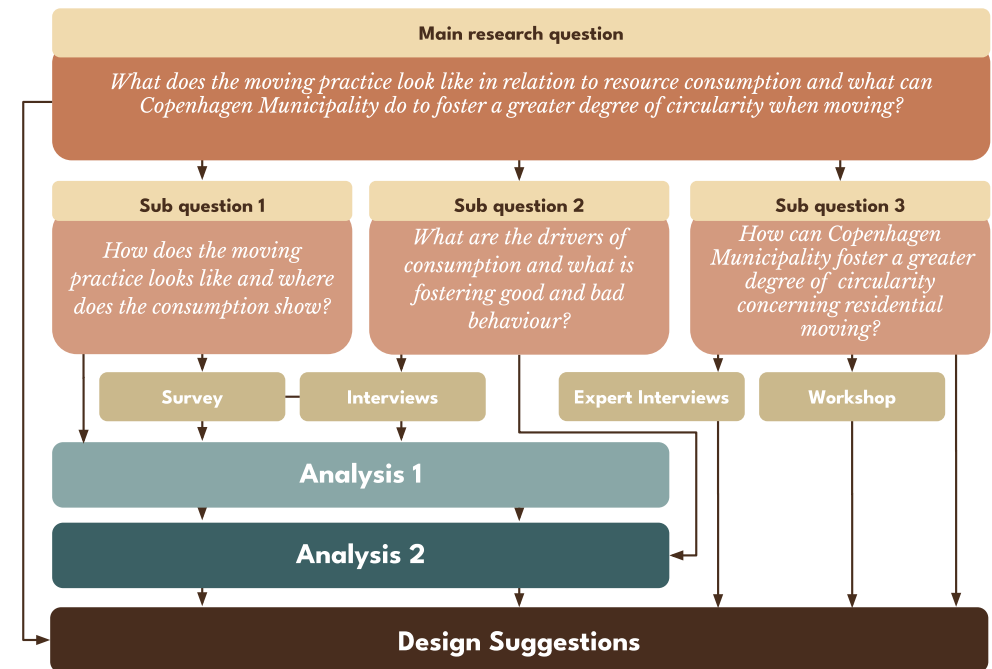 Main research question
What does the moving practice look like in relation to resource consumption and what can
Copenhagen Municipality do to foster a greater degree of circularity when moving?
Sub question 1
How does the moving
practice looks like and where
does the consumption show?
Sub question 2
What are the drivers of
consumption and what is
fostering good and bad
behaviour?
Sub question 3
How can Copenhagen
Municipality foster a greater
degree of circularity
concerning residential
moving?
Survey
Interviews
Expert Interviews
Workshop
Analysis 1
Analysis 2
Design Suggestions